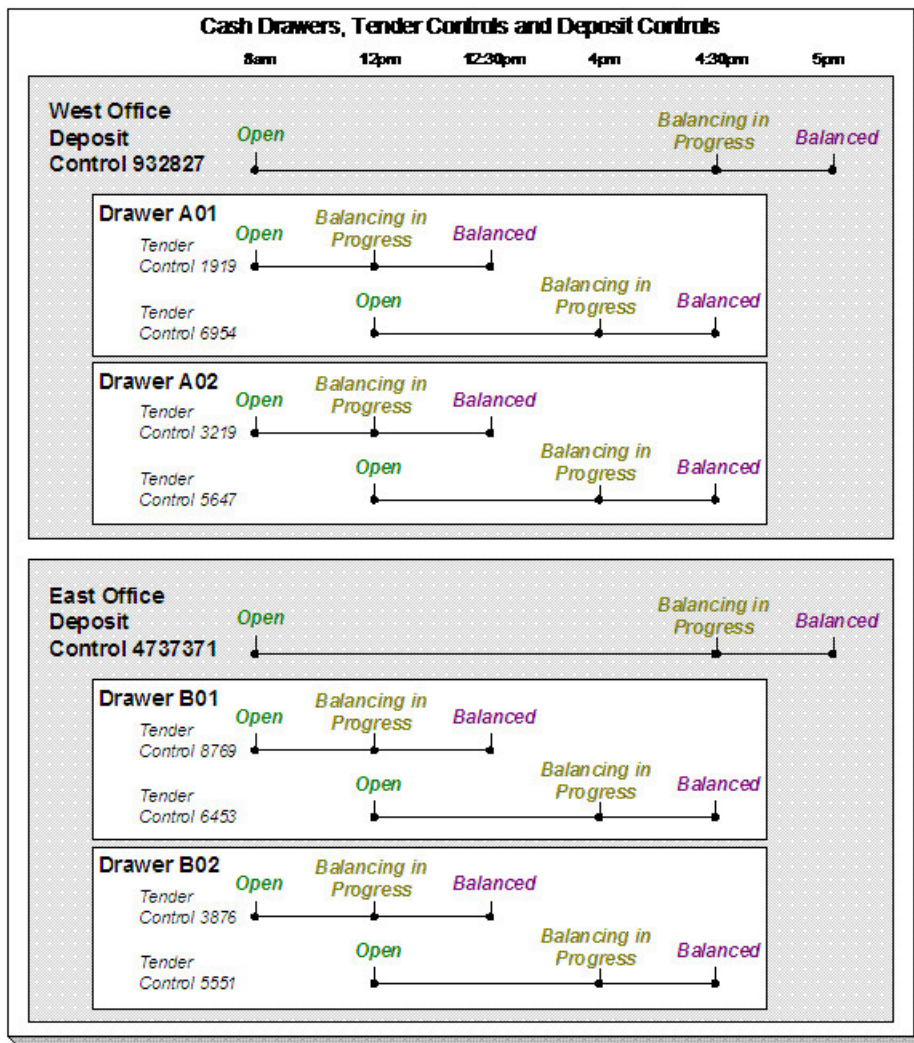 Cash Drawers, Tender Controls and Deposit Controls
8am 12pm 12:30pm 4pm 4:30pm 5pm
West Office
Deposit
Control 932827
Open
Balancing in
Progress
Balanced
Drawer A01
Tender
Control 1919
Open
Balancing in
Progress
Balanced
Tender
Control 6954
Open
Balancing in
Progress
Balanced
Drawer A02
Tender
Control 3219
Open
Balancing in
Progress
Balanced
Tender
Control 5647
Open
Balancing in
Progress
Balanced
East Office
Deposit
Control 4737371
Open
Balancing in
Progress
Balanced
Drawer B01
Tender
Control 8769
Open
Balancing in
Progress
Balanced
Tender
Control 6453
Open
Balancing in
Progress
Balanced
Drawer B02
Tender
Control 3876
Open
Balancing in
Progress
Balanced
Tender
Control 5551
Open
Balancing in
Progress
Balanced